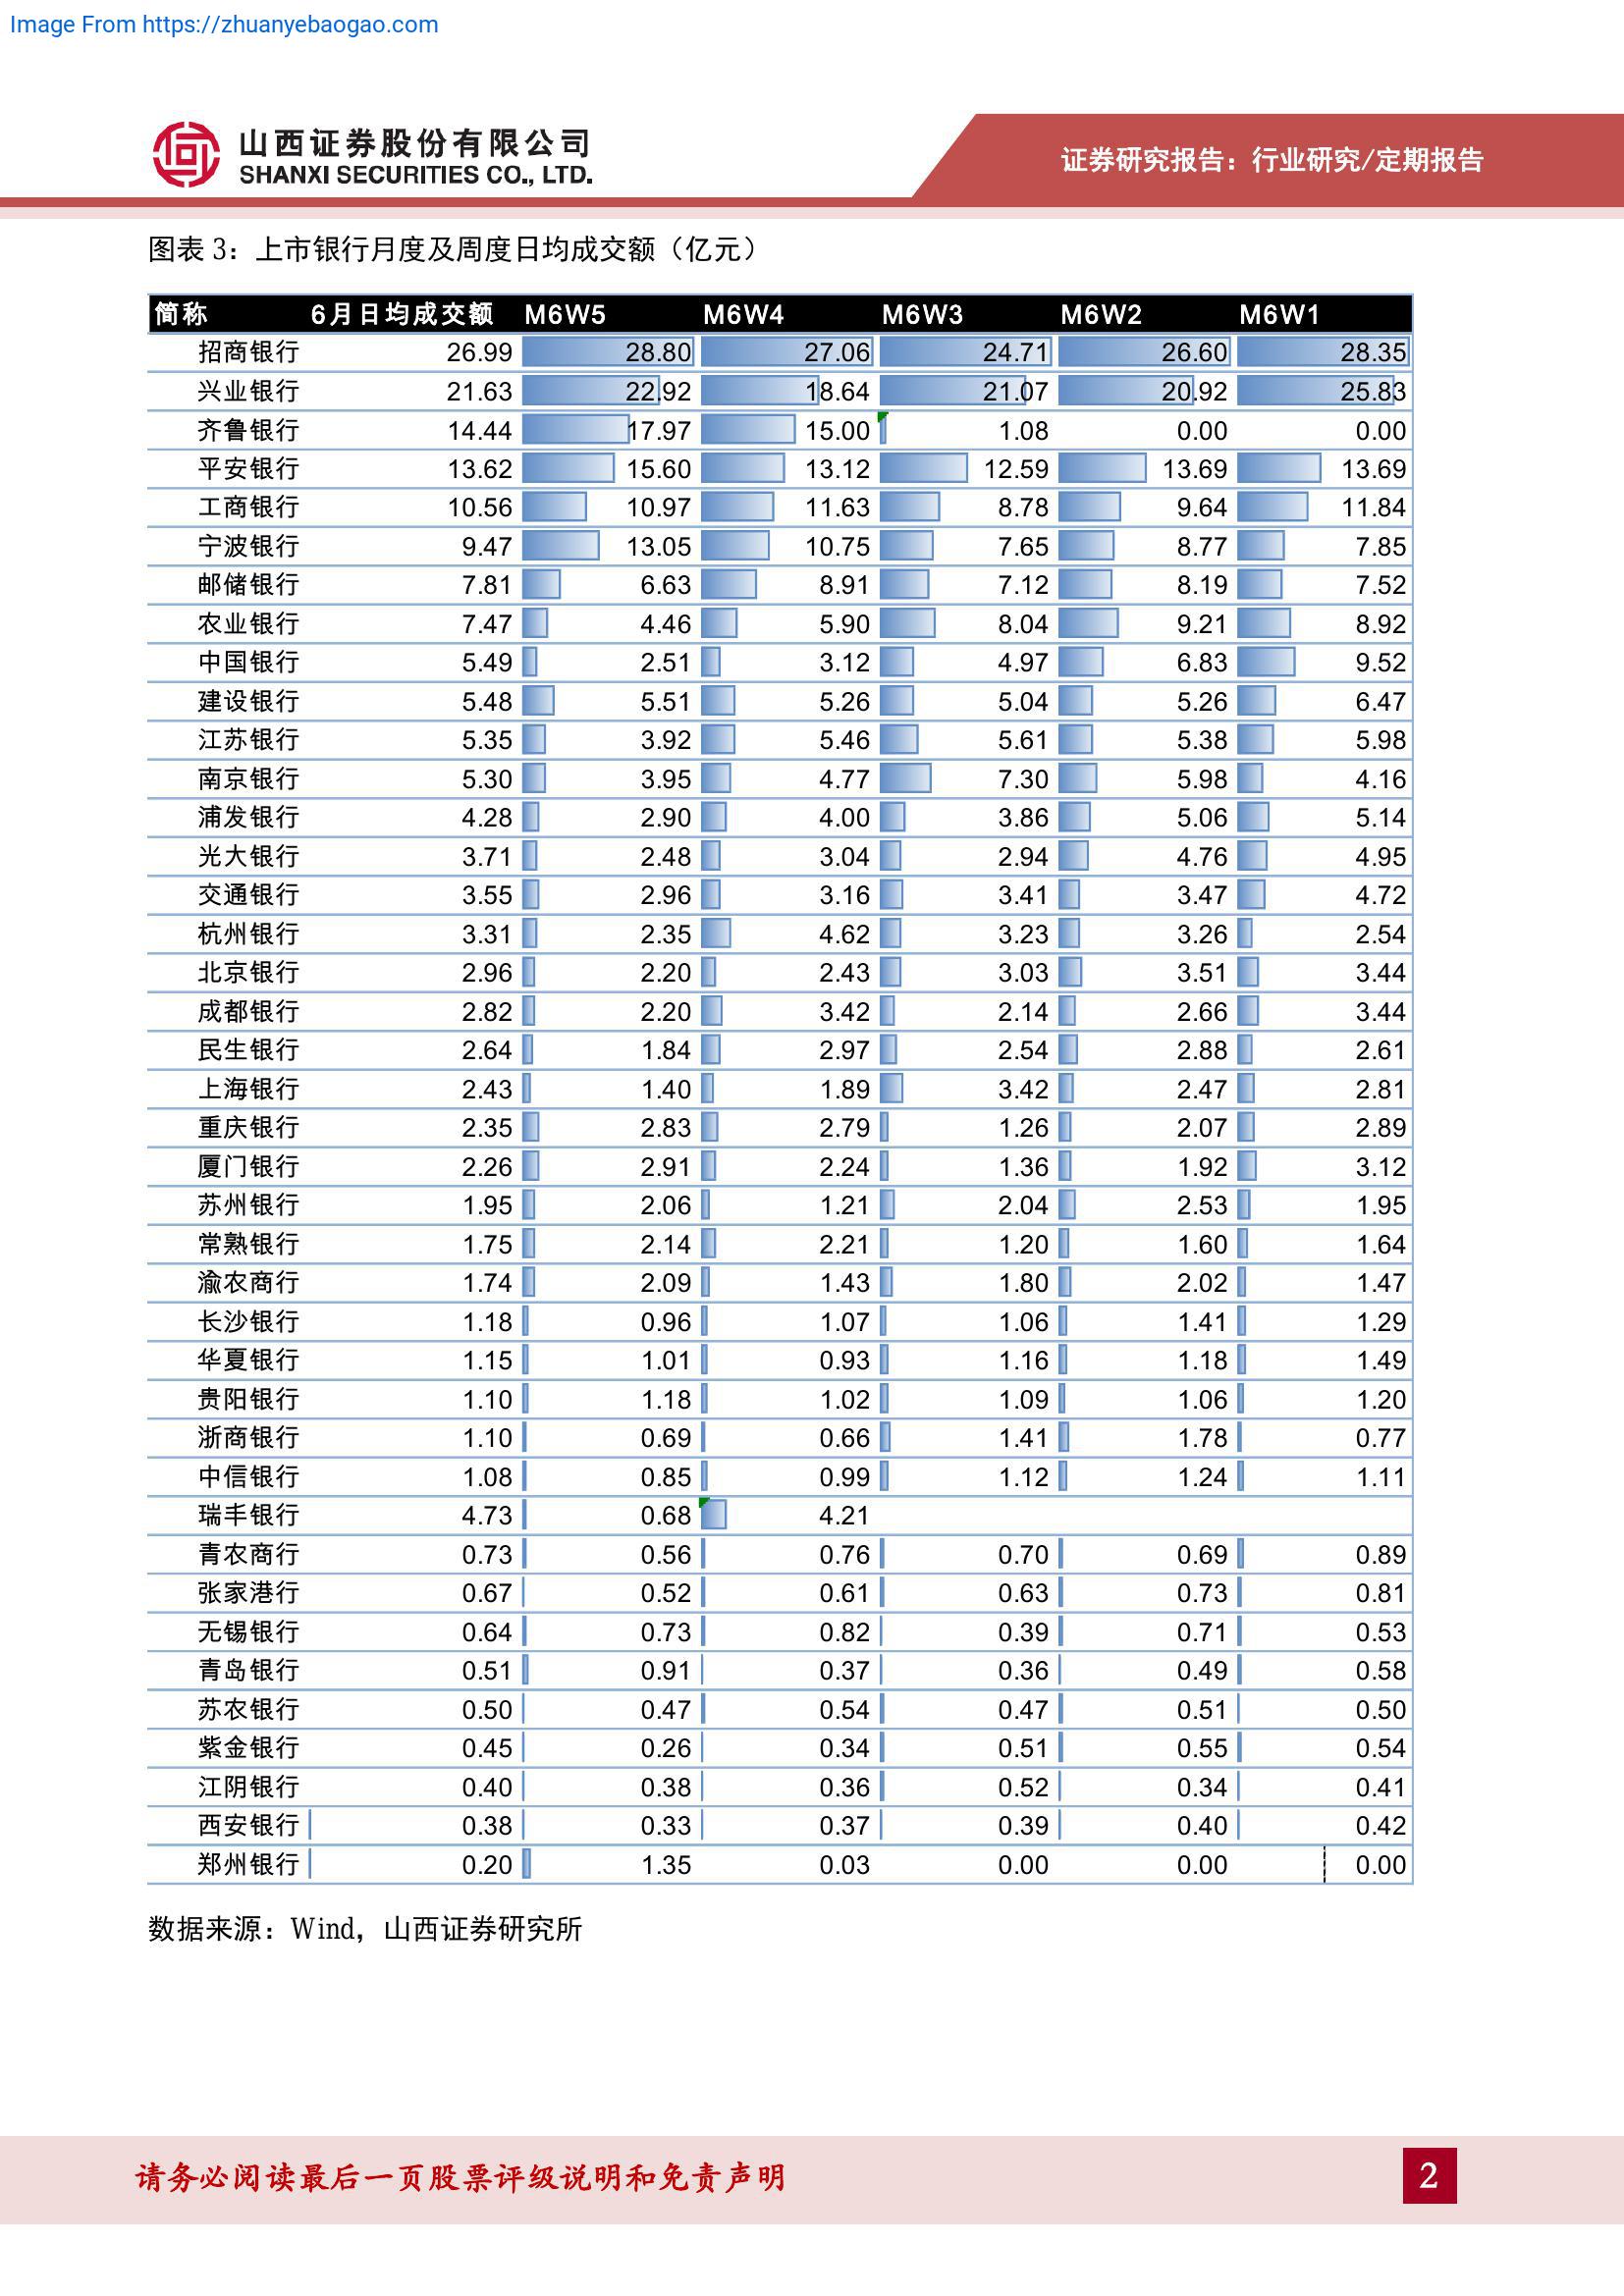 Image From https://zhuanyebaogao.com
山西证券股份有限公司
SHANXI SECURITIES CO., LTD.
证券研究报告：行业研究/定期报告
图表 3：上市银行月度及周度日均成交额（亿元）
简称 6月日均成交额 M6W5 M6W4 M6W3 M6W2 M6W1
招商银行 26.99 28.80 27.06 24.71 26.60 28.35
兴业银行 21.63 22.92 18.64 21.07 20.92 25.83
齐鲁银行 14.44 17.97 15.00 1.08 0.00 0.00
平安银行 13.62 15.60 13.12 12.59 13.69 13.69
工商银行 10.56 10.97 11.63 8.78 9.64 11.84
宁波银行 9.47 13.05 10.75 7.65 8.77 7.85
邮储银行 7.81 6.63 8.91 7.12 8.19 7.52
农业银行 7.47 4.46 5.90 8.04 9.21 8.92
中国银行 5.49 2.51 3.12 4.97 6.83 9.52
建设银行 5.48 5.51 5.26 5.04 5.26 6.47
江苏银行 5.35 3.92 5.46 5.61 5.38 5.98
南京银行 5.30 3.95 4.77 7.30 5.98 4.16
浦发银行 4.28 2.90 4.00 3.86 5.06 5.14
光大银行 3.71 2.48 3.04 2.94 4.76 4.95
交通银行 3.55 2.96 3.16 3.41 3.47 4.72
杭州银行 3.31 2.35 4.62 3.23 3.26 2.54
北京银行 2.96 2.20 2.43 3.03 3.51 3.44
成都银行 2.82 2.20 3.42 2.14 2.66 3.44
民生银行 2.64 1.84 2.97 2.54 2.88 2.61
上海银行 2.43 1.40 1.89 3.42 2.47 2.81
重庆银行 2.35 2.83 2.79 1.26 2.07 2.89
厦门银行 2.26 2.91 2.24 1.36 1.92 3.12
苏州银行 1.95 2.06 1.21 2.04 2.53 1.95
常熟银行 1.75 2.14 2.21 1.20 1.60 1.64
渝农商行 1.74 2.09 1.43 1.80 2.02 1.47
长沙银行 1.18 0.96 1.07 1.06 1.41 1.29
华夏银行 1.15 1.01 0.93 1.16 1.18 1.49
贵阳银行 1.10 1.18 1.02 1.09 1.06 1.20
浙商银行 1.10 0.69 0.66 1.41 1.78 0.77
中信银行 1.08 0.85 0.99 1.12 1.24 1.11
瑞丰银行 4.73 0.68 4.21
青农商行 0.73 0.56 0.76 0.70 0.69 0.89
张家港行 0.67 0.52 0.61 0.63 0.73 0.81
无锡银行 0.64 0.73 0.82 0.39 0.71 0.53
青岛银行 0.51 0.91 0.37 0.36 0.49 0.58
苏农银行 0.50 0.47 0.54 0.47 0.51 0.50
紫金银行 0.45 0.26 0.34 0.51 0.55 0.54
江阴银行 0.40 0.38 0.36 0.52 0.34 0.41
西安银行 0.38 0.33 0.37 0.39 0.40 0.42
郑州银行 0.20 1.35 0.03 0.00 0.00 0.00
数据来源：Wind，山西证券研究所
请务必阅读最后一页股票评级说明和免责声明
2